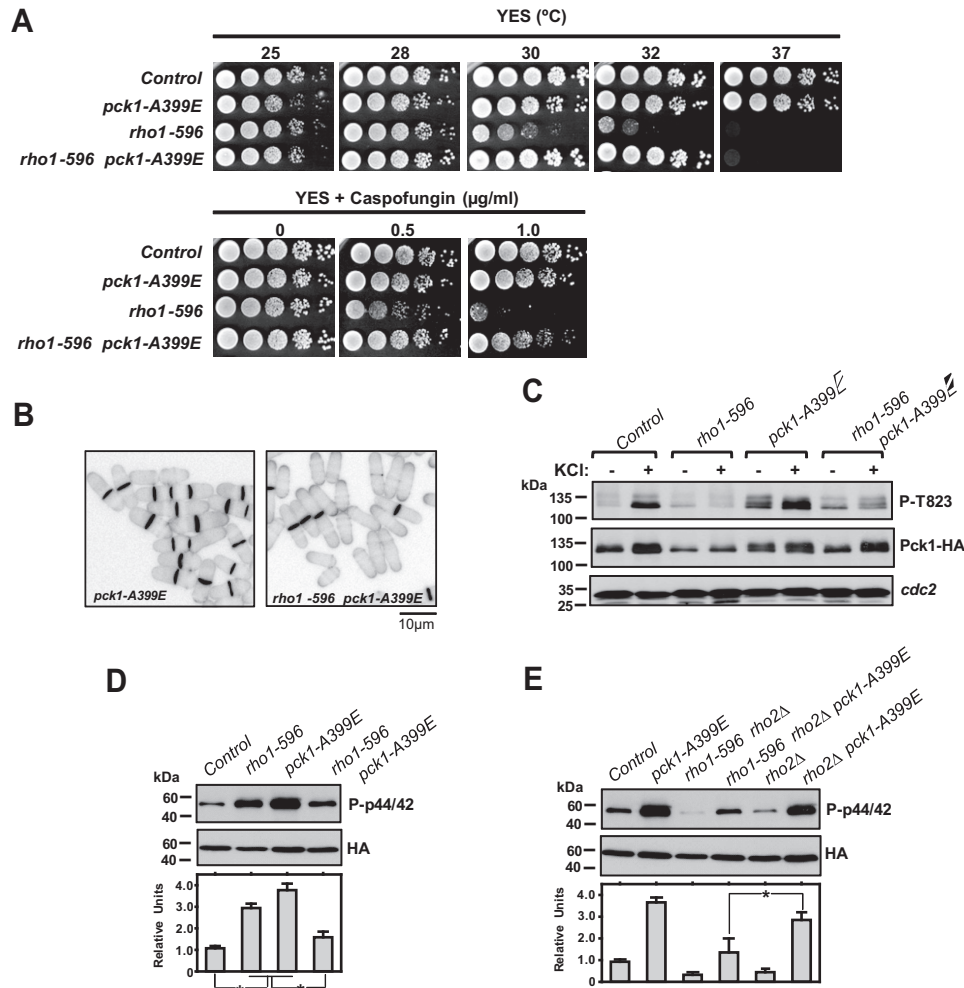 A
YES (ºC)
25 28 30 32 37
Control
pck1-A399E
rho1-596
rho1-596 pck1-A399E
YES + Caspofungin (µg/ml)
0 0.5 1.0
Control
pck1-A399E
rho1-596
rho1-596 pck1-A399E
B
pck1-A399E
rho1 -596 pck1-A399E
10µm
C
Control
rho1-596
pck1-A399E
rho1-596
pck1-A399E
KCl: - + - + - + - +
kDa
135
100
P-T823
135
100
Pck1-HA
35
25
cdc2
D
Control
rho1-596
pck1-A399E
rho1-596
pck1-A399E
kDa
60
40
P-p44/42
60
40
HA
Relative Units
4.0
3.0
2.0
1.0
0
* *
E
Control
pck1-A399E
rho1-596 rho2Δ
rho1-596 rho2Δ pck1-A399E
rho2Δ
rho2Δ pck1-A399E
kDa
60
40
P-p44/42
60
40
HA
Relative Units
4.0
3.0
2.0
1.0
0
*